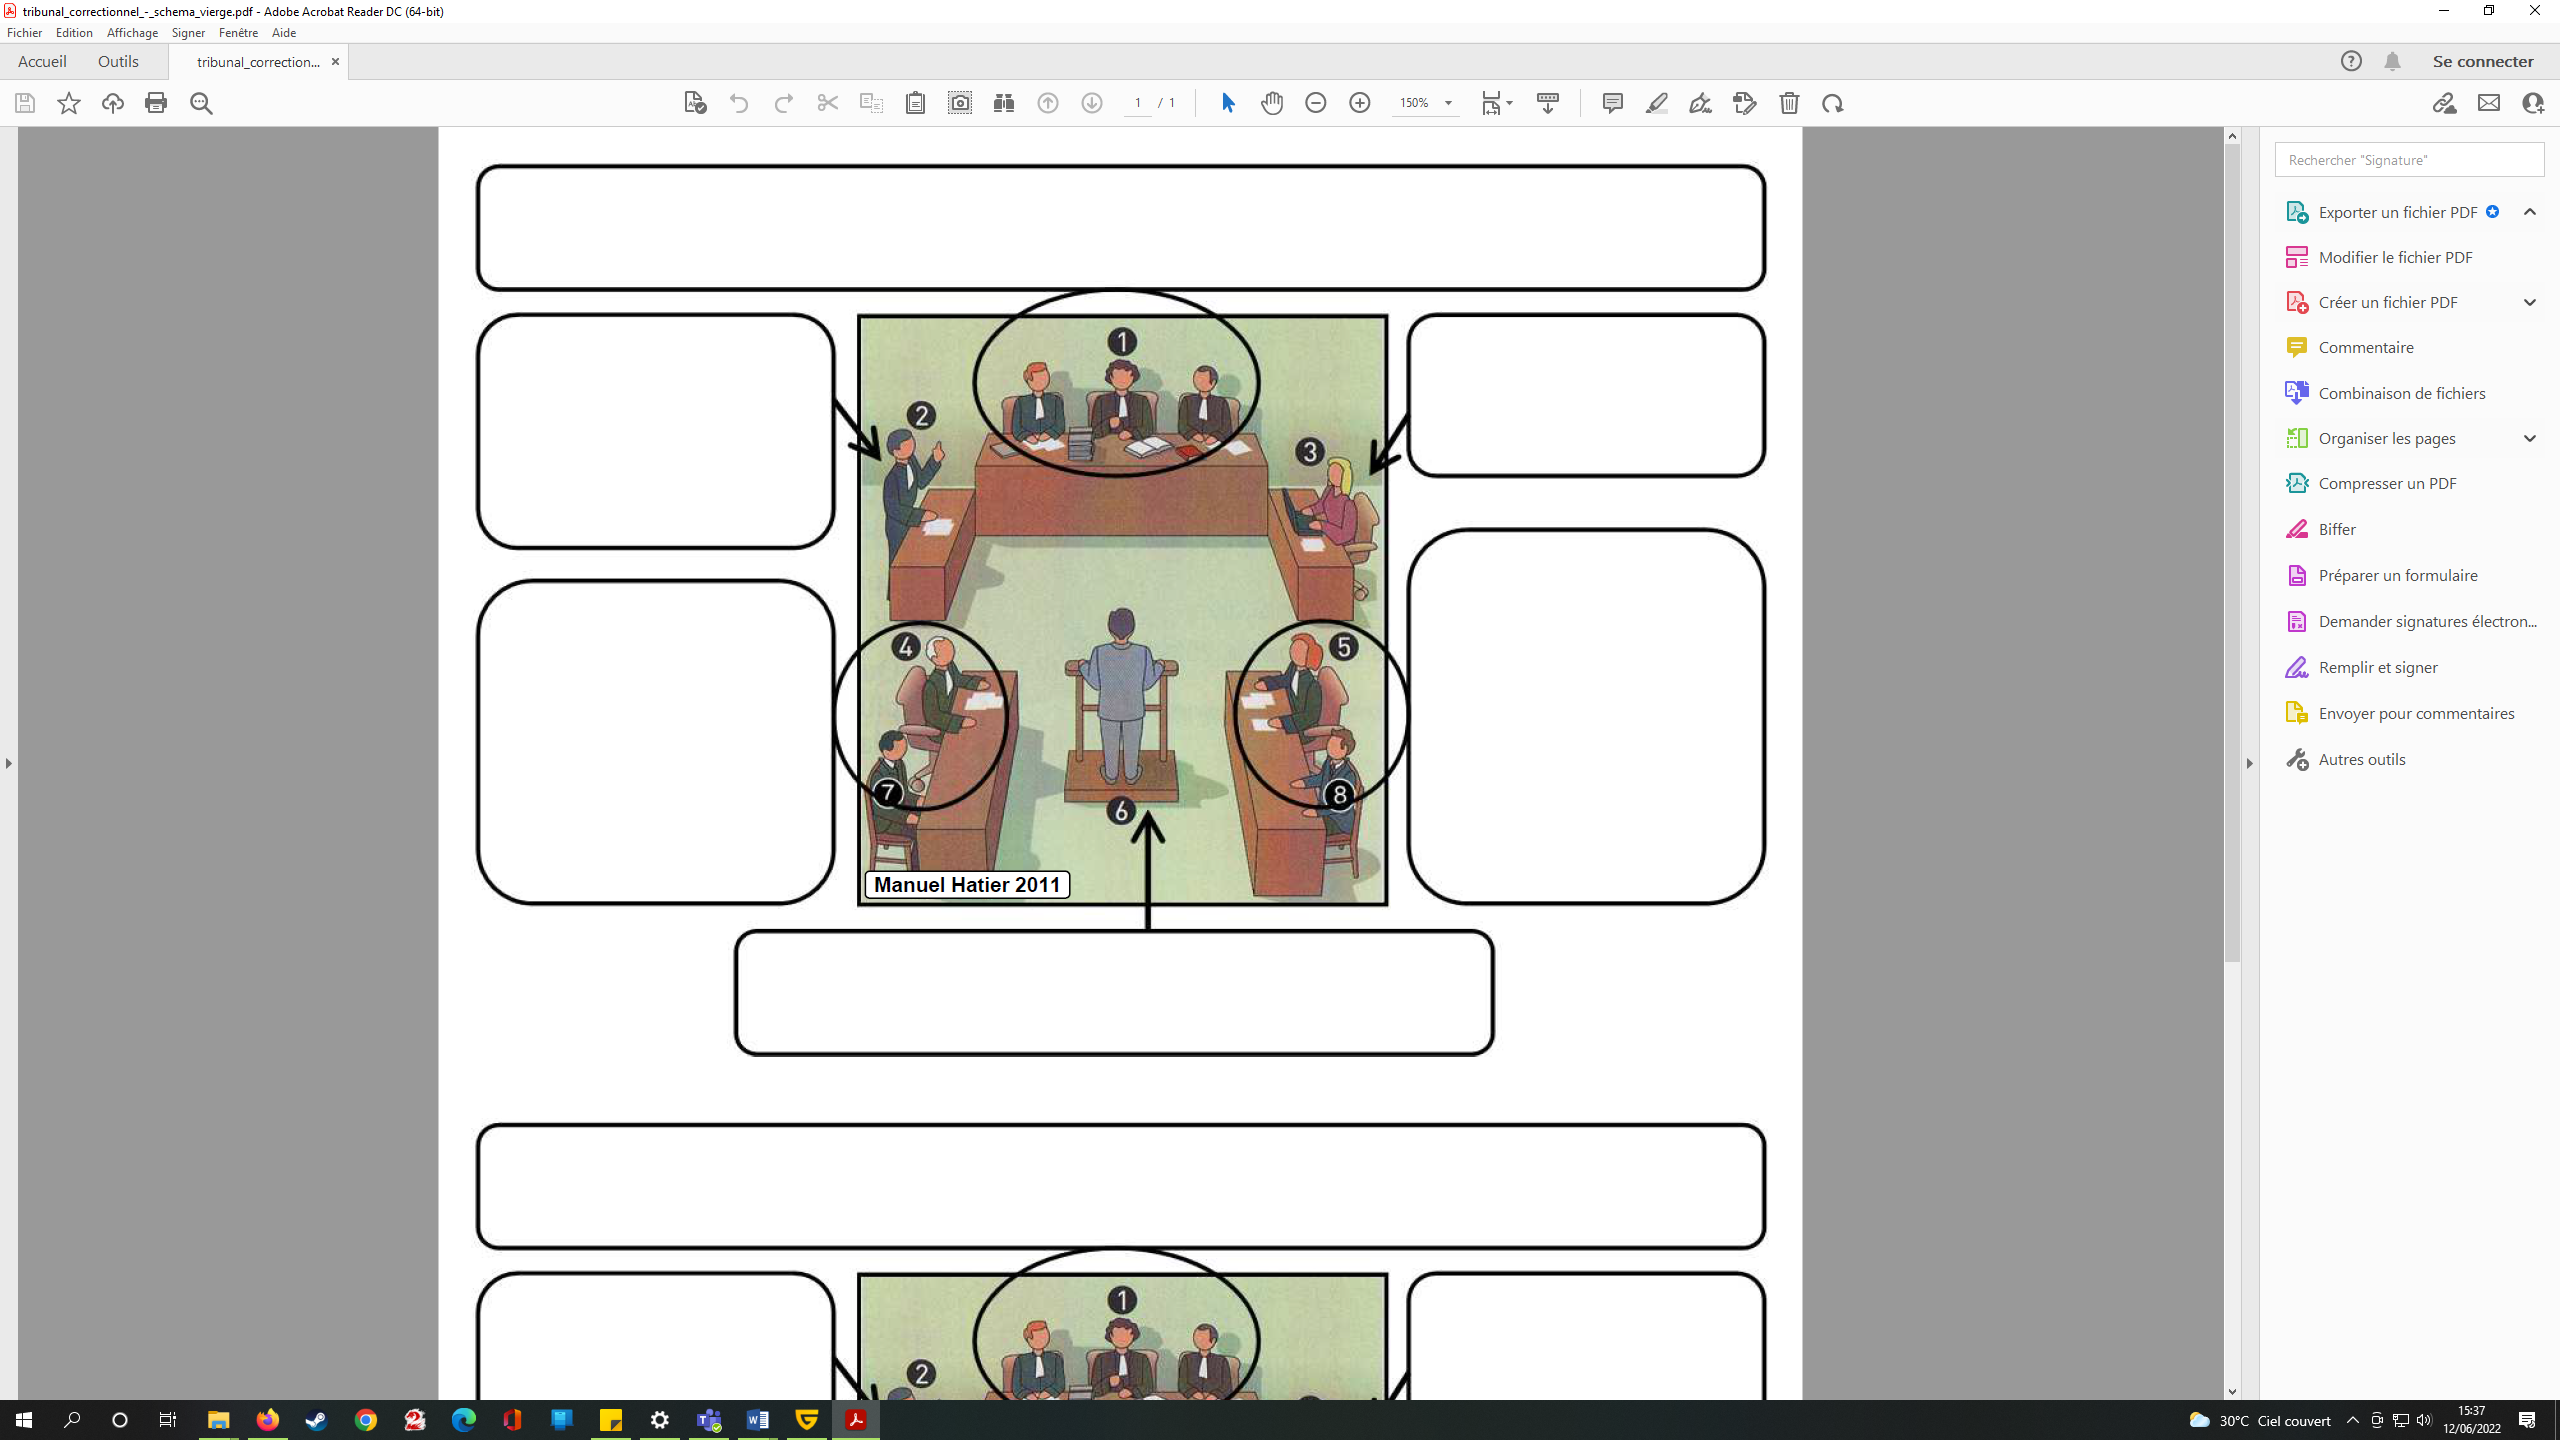 tribunal_correctionnel_-_schema_vierge.pdf - Adobe Acrobat Reader DC (64-bit)
Fichier Edition Affichage Signer Fenêtre Aide
Accueil Outils tribunal_correction... × Se connecter
1 / 1 150%
Rechercher "Signature"
Exporter un fichier PDF
Modifier le fichier PDF
Créer un fichier PDF
Commentaire
Combinaison de fichiers
Organiser les pages
Compresser un PDF
Biffer
Préparer un formulaire
Demander signatures électron...
Remplir et signer
Envoyer pour commentaires
Autres outils
1
2
3
4
5
7
8
6
Manuel Hatier 2011
1
2
30°C Ciel couvert
15:37
12/06/2022